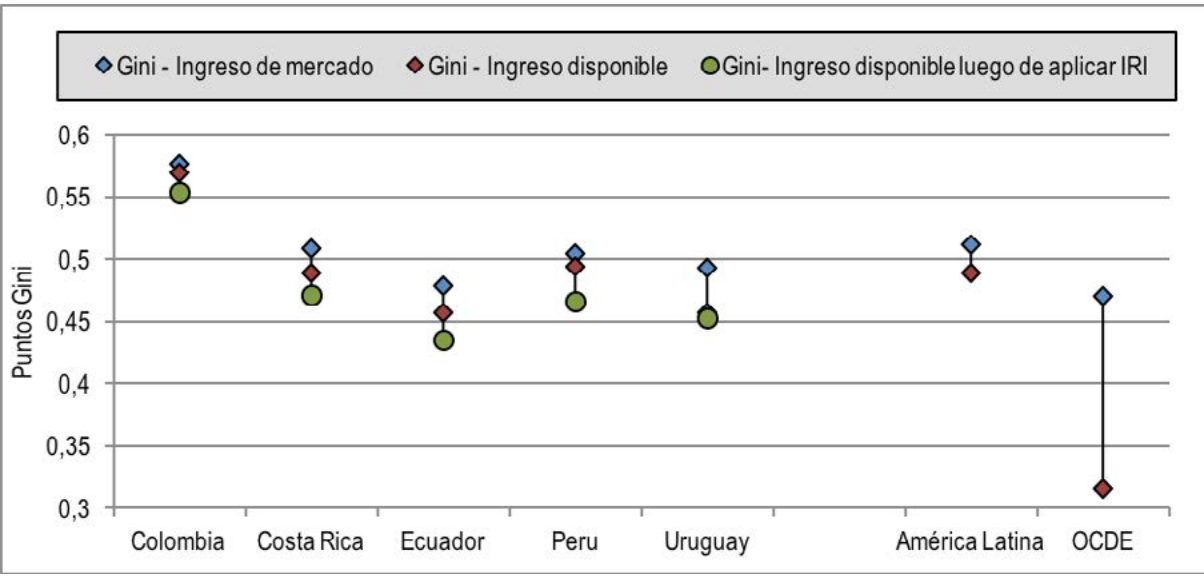 Gini - Ingreso de mercado Gini - Ingreso disponible Gini- Ingreso disponible luego de aplicar IRI
Puntos Gini
0,6
0,55
0,5
0,45
0,4
0,35
0,3
Colombia Costa Rica Ecuador Peru Uruguay América Latina OCDE